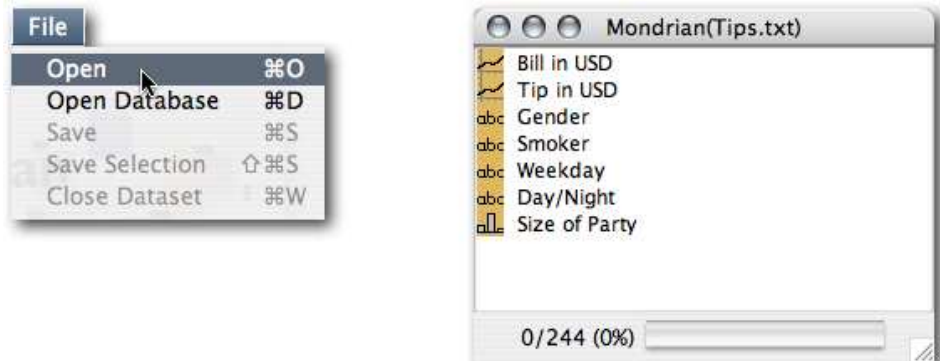 File
Open ⌘O
Open Database ⌘D
Save ⌘S
Save Selection ⇧⌘S
Close Dataset ⌘W
Mondrian(Tips.txt)
Bill in USD
Tip in USD
abc Gender
abc Smoker
abc Weekday
abc Day/Night
Size of Party
0/244 (0%)